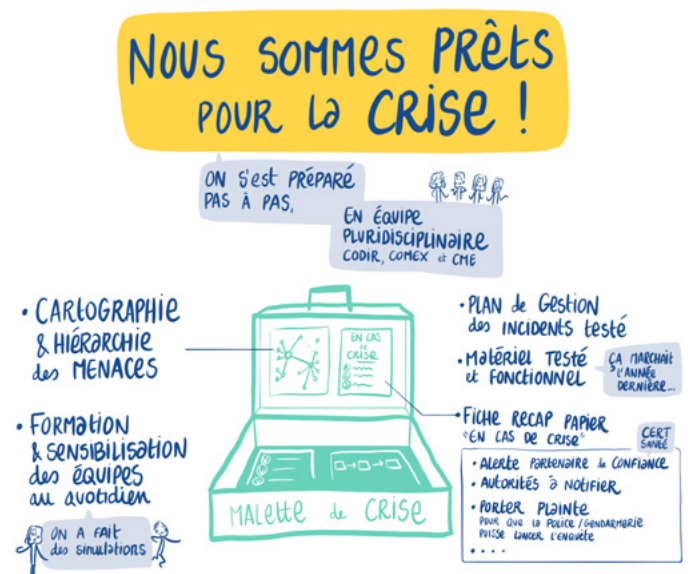 NOUS SOMMES PRÊTS
POUR La CRISE !
ON S'EST PRÉPARÉ
PAS À PAS,
EN ÉQUIPE
PLURIDISCIPLINAIRE
CODIR, COMEX et CME
• CARTOGRAPHIE
& HIÉRARCHIE
des MENACES
• FORMATION
& SENSIBILISATION
des ÉQUIPES
au quotidien
ON A FAIT
des simulations
EN CAS
de
CRISE
MALETTE de CRISE
• PLAN de GESTION
des INCIDENTS testé
• MATÉRIEL TESTÉ
et FONCTIONNEL
ÇA MARCHAIT
L'ANNÉE
DERNIÈRE...
• FICHE RECAP PAPIER
"EN CAS DE CRISE"
CERT
SANTÉ
• ALERTE PARTENAIRE de CONFIANCE
• AUTORITÉS à NOTIFIER
• PORTER PLAINTE
POUR QUE LA POLICE / GENDARMERIE
PUISSE LANCER L'ENQUÊTE
• • • •